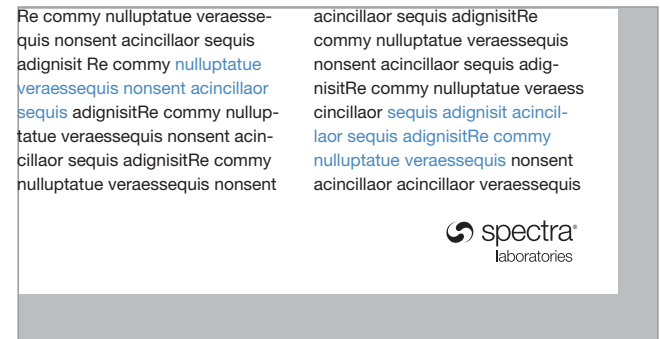 Re commy nulluptatue veraesse-
quis nonsent acincillaor sequis
adignisit Re commy nulluptatue
veraessequis nonsent acincillaor
sequis adignisitRe commy nullup-
tatue veraessequis nonsent acin-
cillaor sequis adignisitRe commy
nulluptatue veraessequis nonsent
acincillaor sequis adignisitRe
commy nulluptatue veraessequis
nonsent acincillaor sequis adig-
nisitRe commy nulluptatue veraess
cincillaor sequis adignisit acincil-
laor sequis adignisitRe commy
nulluptatue veraessequis nonsent
acincillaor acincillaor veraessequis
spectra®
laboratories